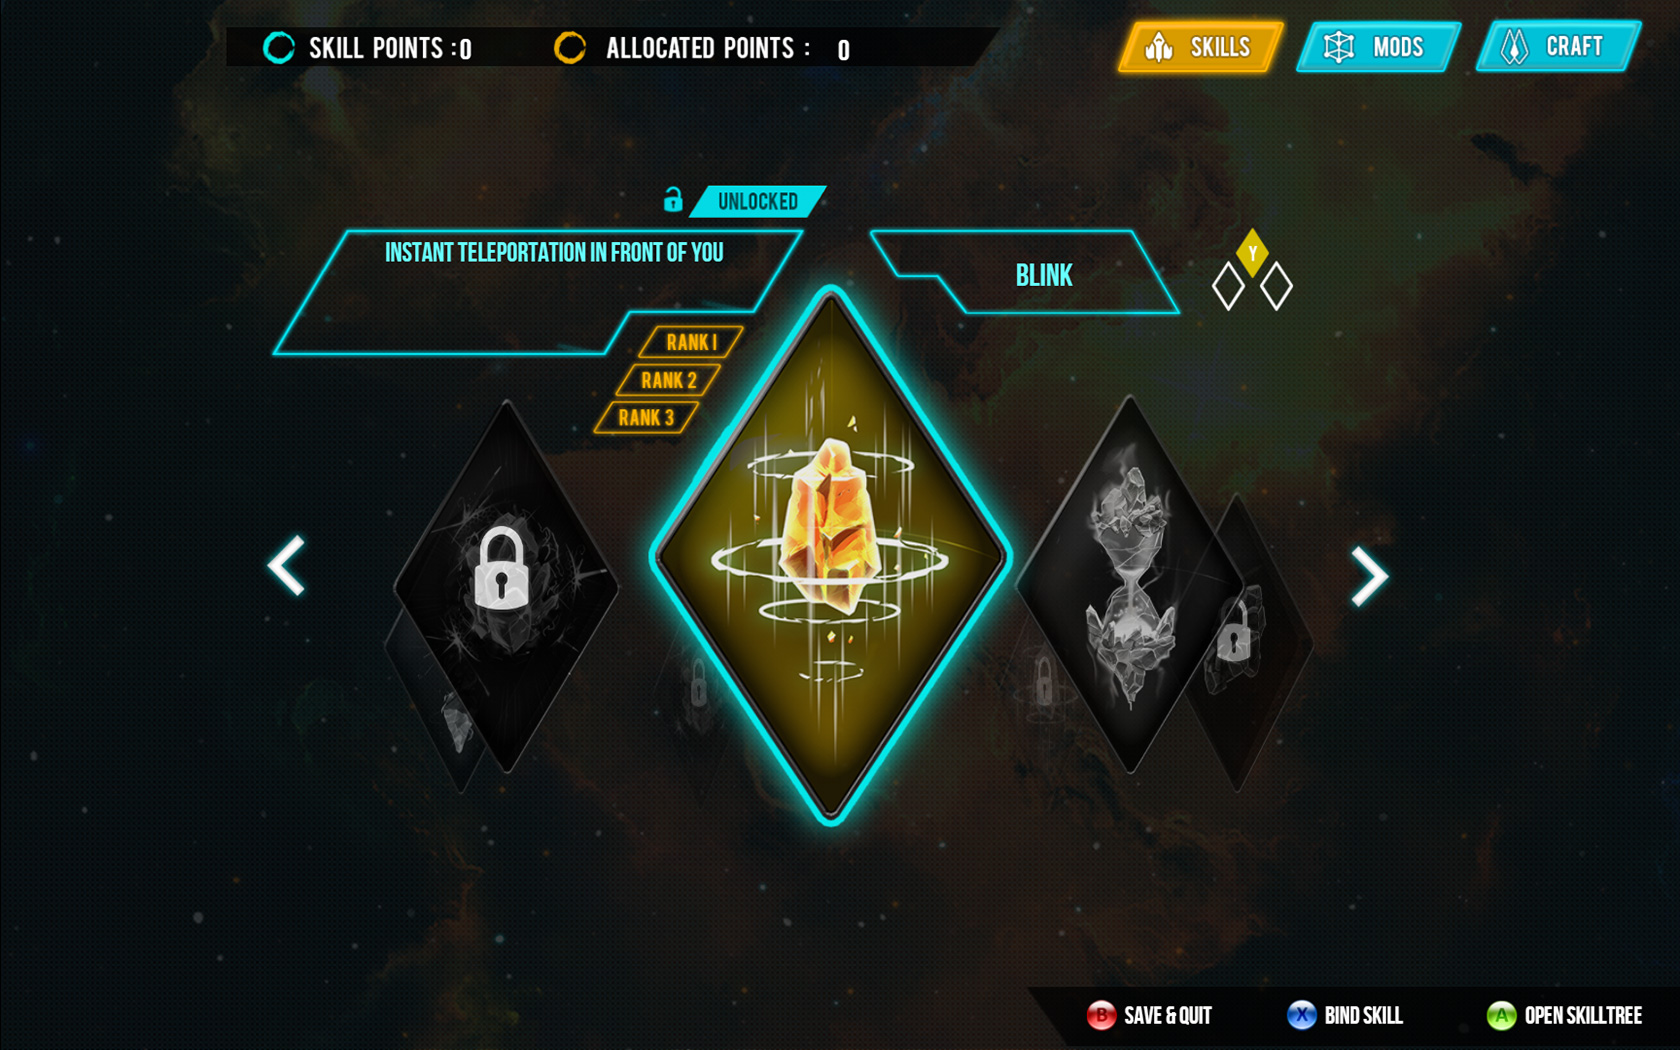 SKILL POINTS : 0
ALLOCATED POINTS : 0
SKILLS
MODS
CRAFT
UNLOCKED
INSTANT TELEPORTATION IN FRONT OF YOU
BLINK
Y
RANK 1
RANK 2
RANK 3
B SAVE & QUIT
X BIND SKILL
A OPEN SKILLTREE